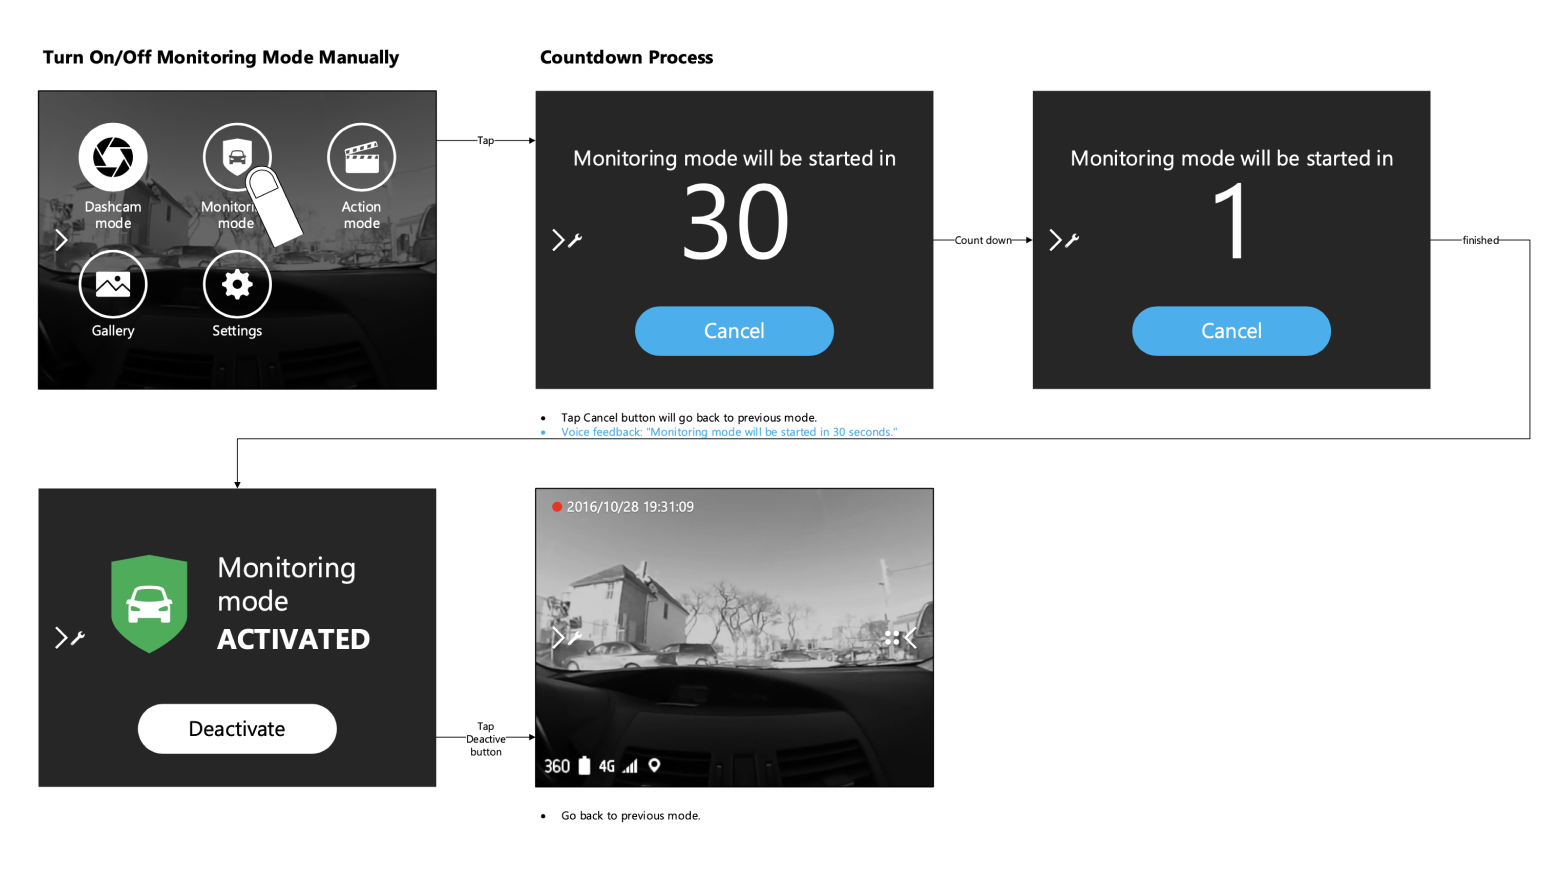 Turn On/Off Monitoring Mode Manually
Countdown Process
Dashcam
mode
mode
Action
mode
Gallery
Settings
Tap
Monitoring mode will be started in
30
Cancel
Count down
Monitoring mode will be started in
1
Cancel
finished
• Tap Cancel button will go back to previous mode.
• Voice feedback: "Monitoring mode will be started in 30 seconds."
Monitoring
mode
ACTIVATED
Deactivate
Tap
Deactive
button
2016/10/28 19:31:09
360 4G
• Go back to previous mode.